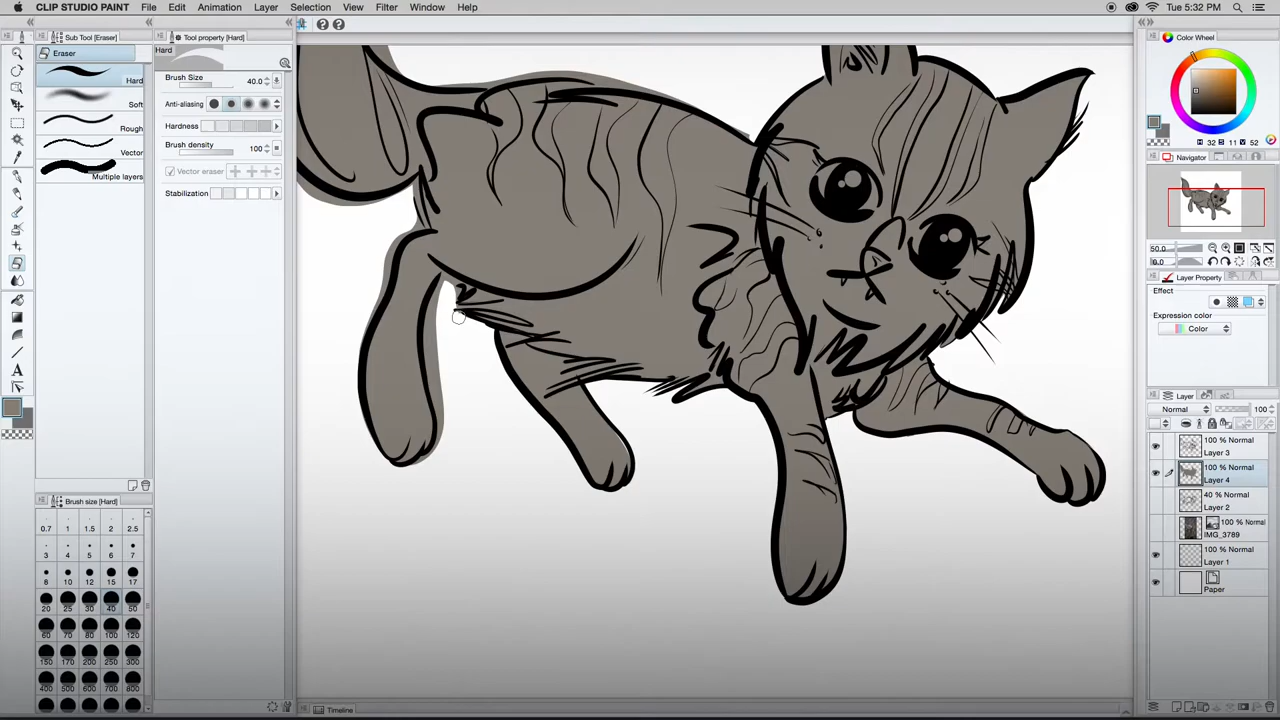 CLIP STUDIO PAINT File Edit Animation Layer Selection View Filter Window Help
Tue 5:32 PM
Sub Tool [Eraser]
Tool property [Hard]
Color Wheel
Eraser
Hard
Hard
Soft
Rough
Vector
Multiple layers
Brush Size 40.0
Anti-aliasing
Hardness
Brush density 100
Vector eraser
Stabilization
H 32 S 11 V 52
Navigator
50.0
0.0
Layer Property
Effect
Expression color
Color
Layer
Normal 100
100 % Normal
Layer 3
100 % Normal
Layer 4
40 % Normal
Layer 2
100 % Normal
IMG_3789
100 % Normal
Layer 1
Paper
Brush size [Hard]
0.7 1 1.5 2 2.5
3 4 5 6 7
8 10 12 15 17
20 25 30 40 50
60 70 80 100 120
150 170 200 250 300
400 500 600 700 800
Timeline